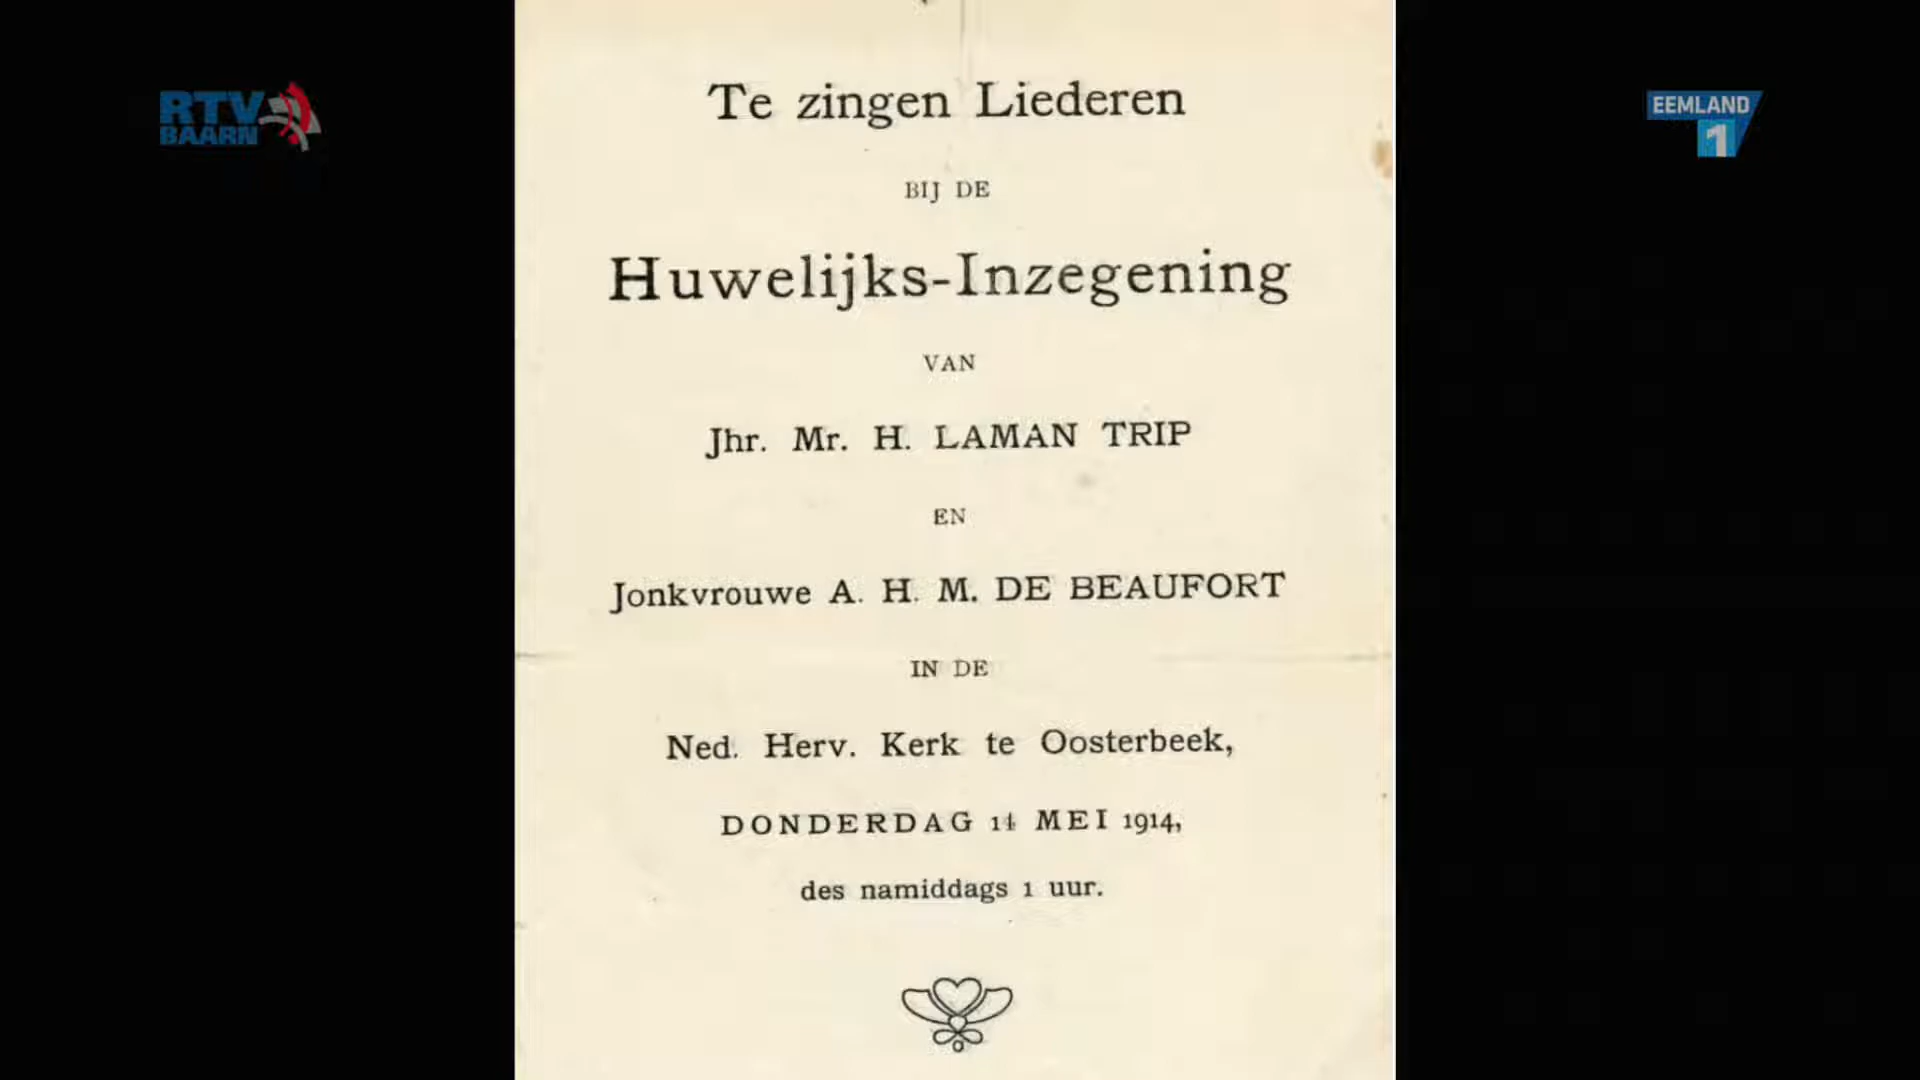 RTV
BAARN
EEMLAND
1
Te zingen Liederen
BIJ DE
Huwelijks-Inzegening
VAN
Jhr. Mr. H. LAMAN TRIP
EN
Jonkvrouwe A. H. M. DE BEAUFORT
IN DE
Ned. Herv. Kerk te Oosterbeek,
DONDERDAG 14 MEI 1914,
des namiddags 1 uur.